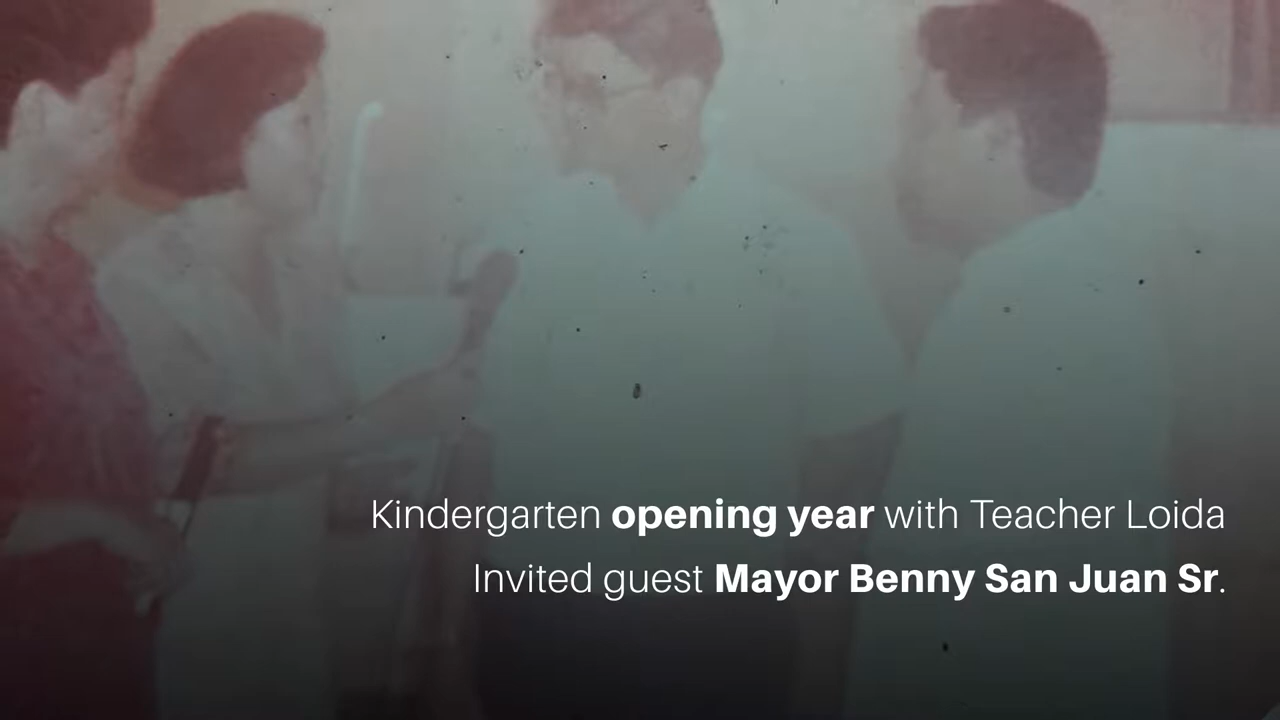 Kindergarten opening year with Teacher Loida
Invited guest Mayor Benny San Juan Sr.